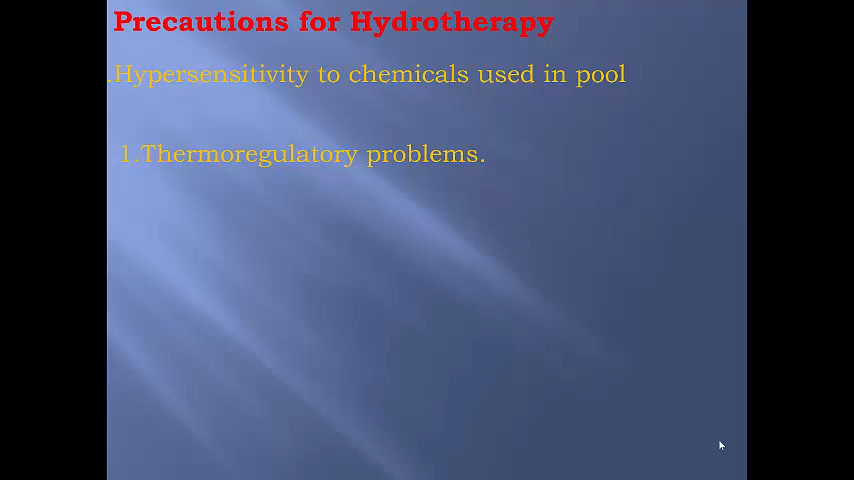 Precautions for Hydrotherapy
.Hypersensitivity to chemicals used in pool
1.Thermoregulatory problems.